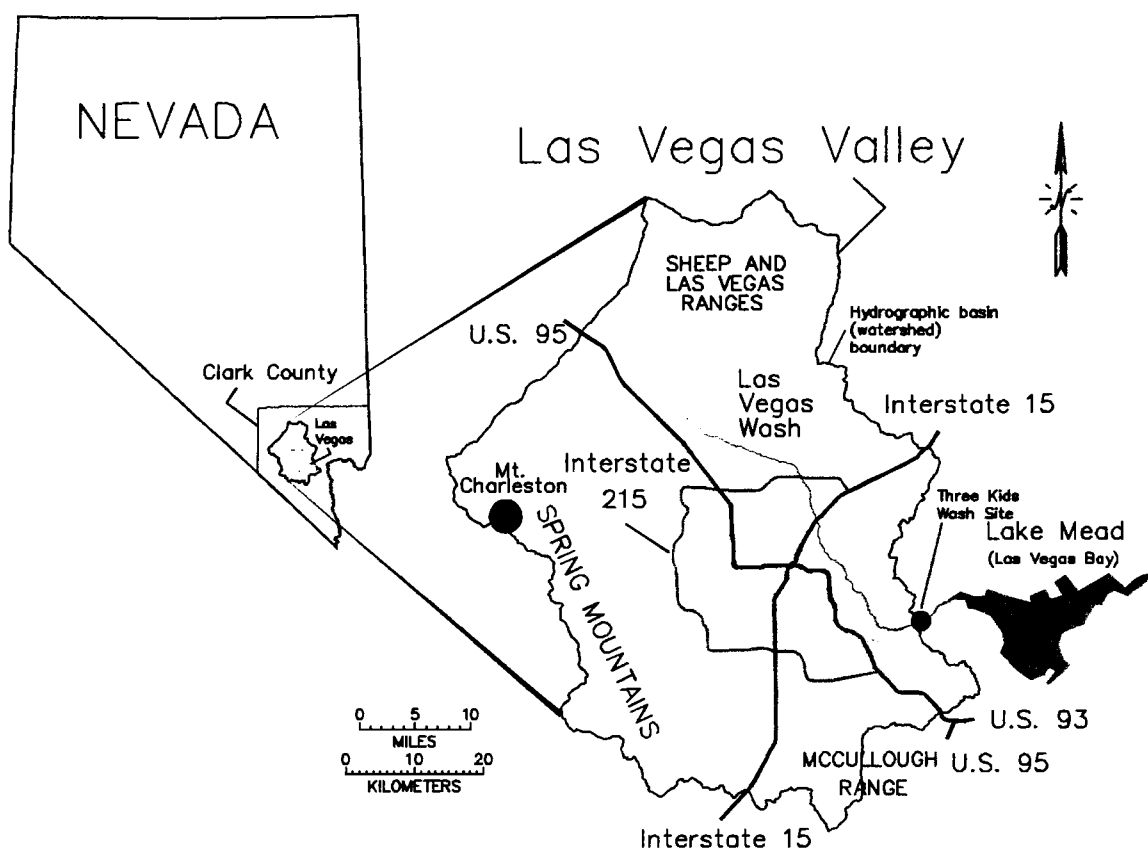 NEVADA
Las Vegas Valley
SHEEP AND
LAS VEGAS
RANGES
Hydrographic basin
(watershed)
boundary
U.S. 95
Clark County
Las
Vegas
Las
Vegas
Wash
Interstate 15
Interstate
215
Mt.
Charleston
SPRING MOUNTAINS
Three Kids
Wash Site
Lake Mead
(Las Vegas Bay)
0 5 10
MILES
0 10 20
KILOMETERS
U.S. 93
U.S. 95
MCCULLOUGH
RANGE
Interstate 15